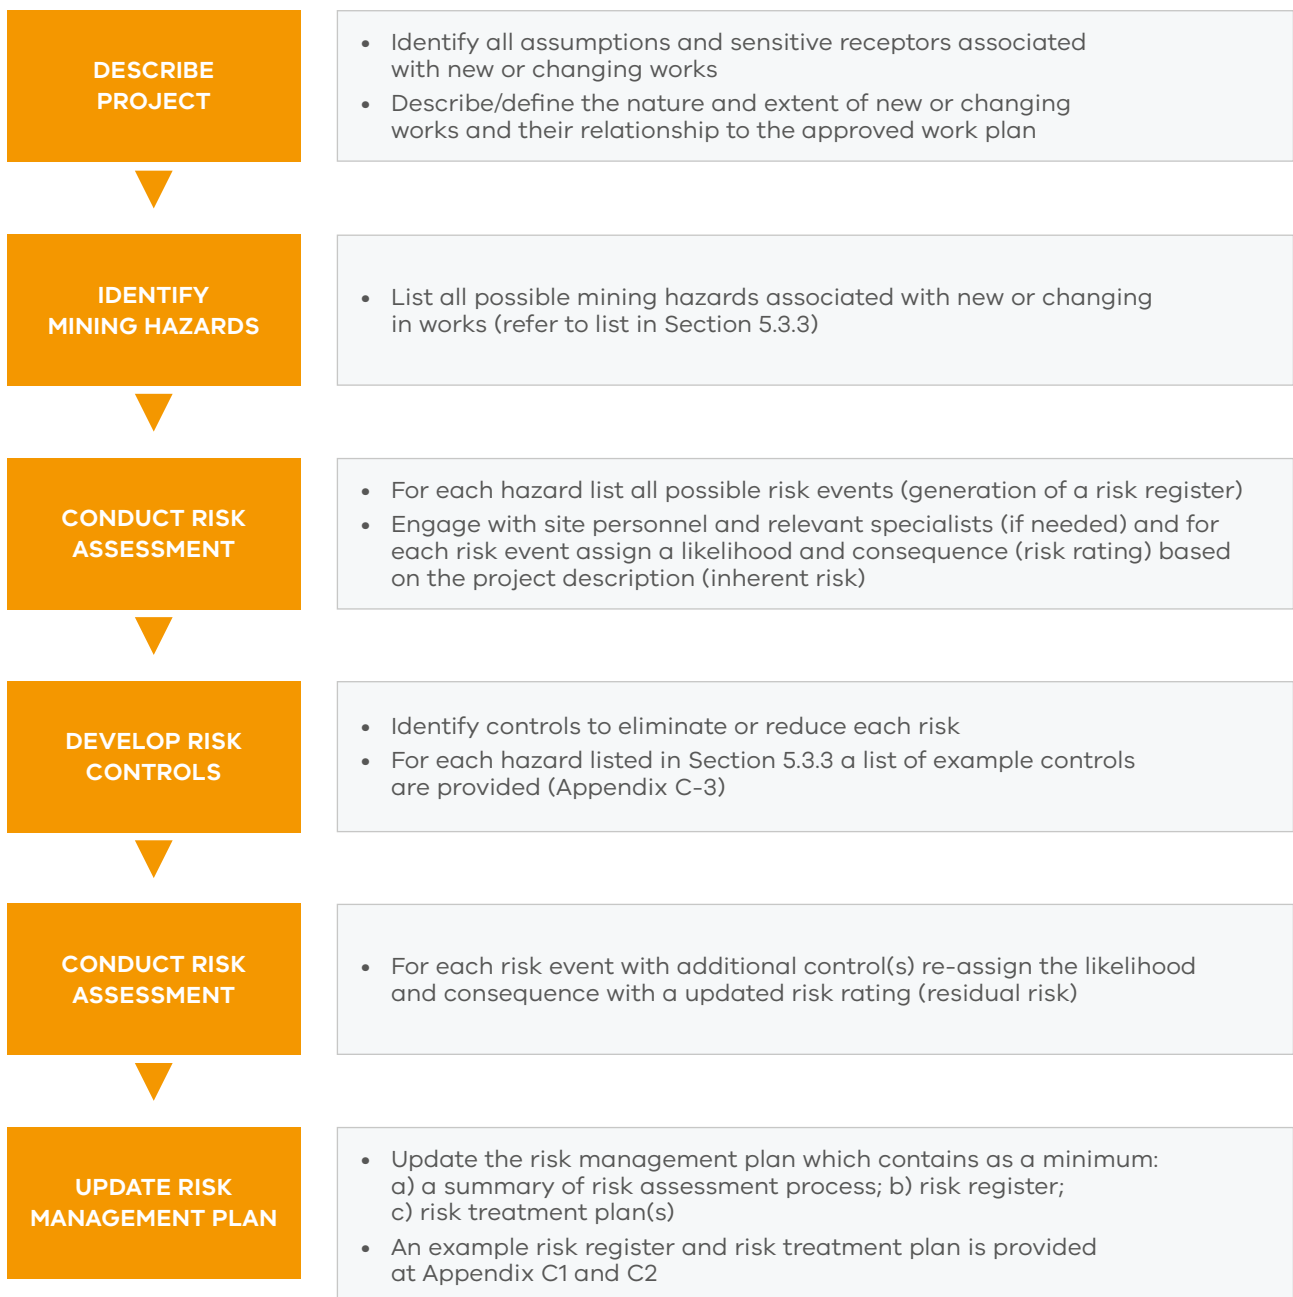 DESCRIBE
PROJECT
• Identify all assumptions and sensitive receptors associated
with new or changing works
• Describe/define the nature and extent of new or changing
works and their relationship to the approved work plan
IDENTIFY
MINING HAZARDS
• List all possible mining hazards associated with new or changing
in works (refer to list in Section 5.3.3)
CONDUCT RISK
ASSESSMENT
• For each hazard list all possible risk events (generation of a risk register)
• Engage with site personnel and relevant specialists (if needed) and for
each risk event assign a likelihood and consequence (risk rating) based
on the project description (inherent risk)
DEVELOP RISK
CONTROLS
• Identify controls to eliminate or reduce each risk
• For each hazard listed in Section 5.3.3 a list of example controls
are provided (Appendix C-3)
CONDUCT RISK
ASSESSMENT
• For each risk event with additional control(s) re-assign the likelihood
and consequence with a updated risk rating (residual risk)
UPDATE RISK
MANAGEMENT PLAN
• Update the risk management plan which contains as a minimum:
a) a summary of risk assessment process; b) risk register;
c) risk treatment plan(s)
• An example risk register and risk treatment plan is provided
at Appendix C1 and C2